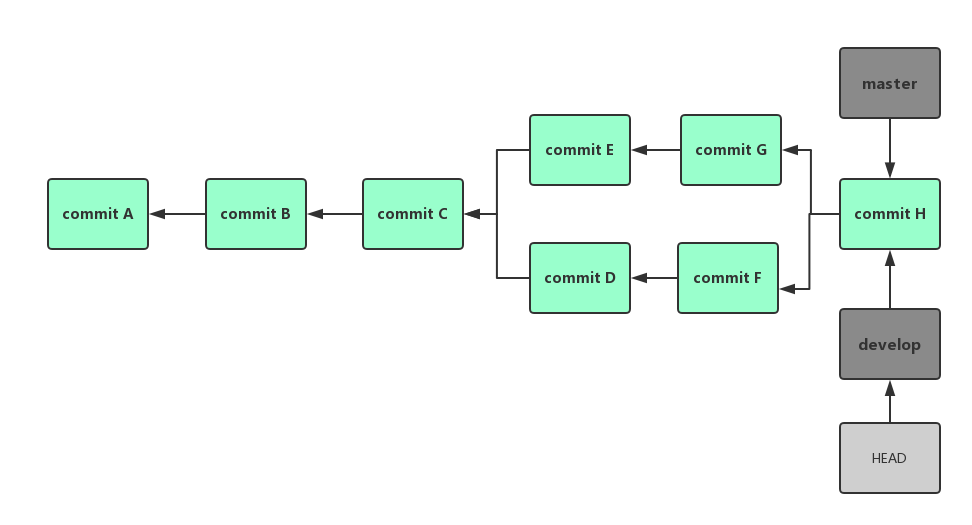 master
commit E
commit G
commit A
commit B
commit C
commit H
commit D
commit F
develop
HEAD